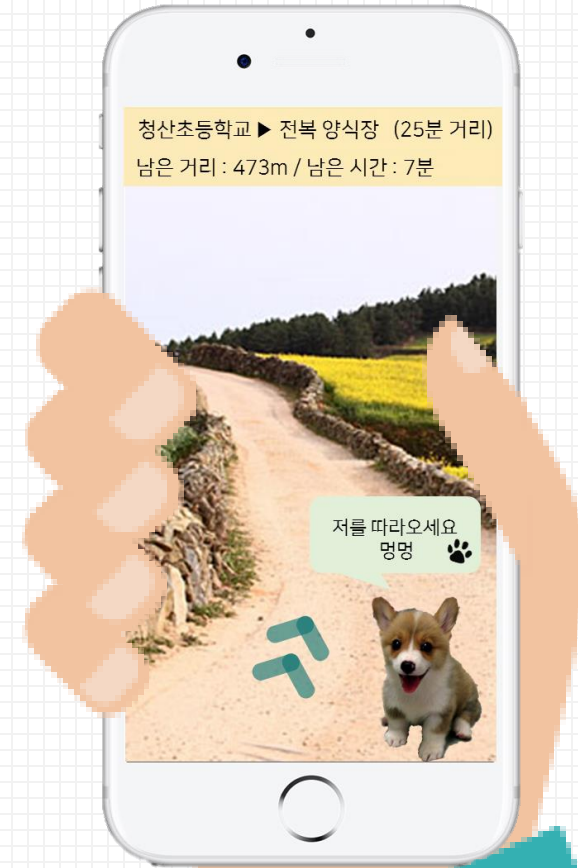 청산초등학교 ▶ 전복 양식장 (25분 거리)
남은 거리 : 473m / 남은 시간 : 7분
저를 따라오세요
멍멍